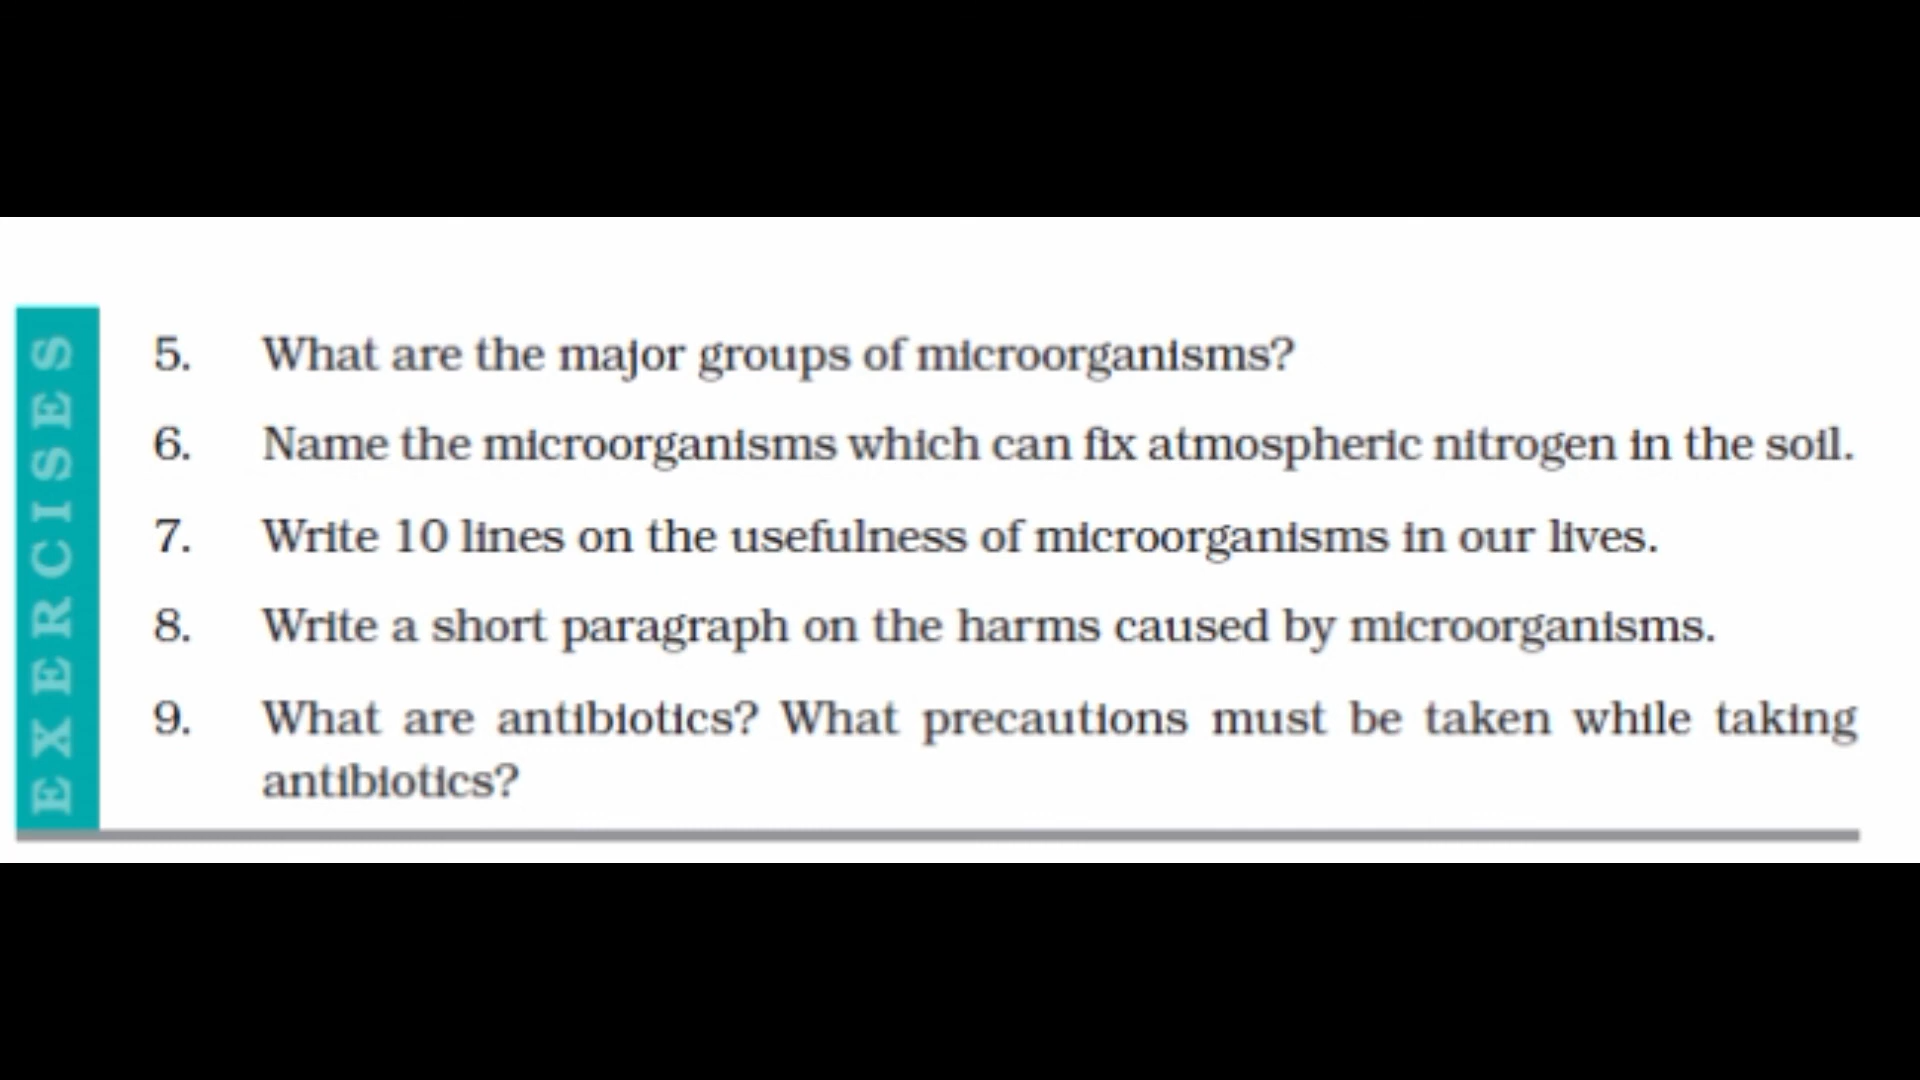 EXERCISES
5. What are the major groups of microorganisms?
6. Name the microorganisms which can fix atmospheric nitrogen in the soil.
7. Write 10 lines on the usefulness of microorganisms in our lives.
8. Write a short paragraph on the harms caused by microorganisms.
9. What are antibiotics? What precautions must be taken while taking
antibiotics?